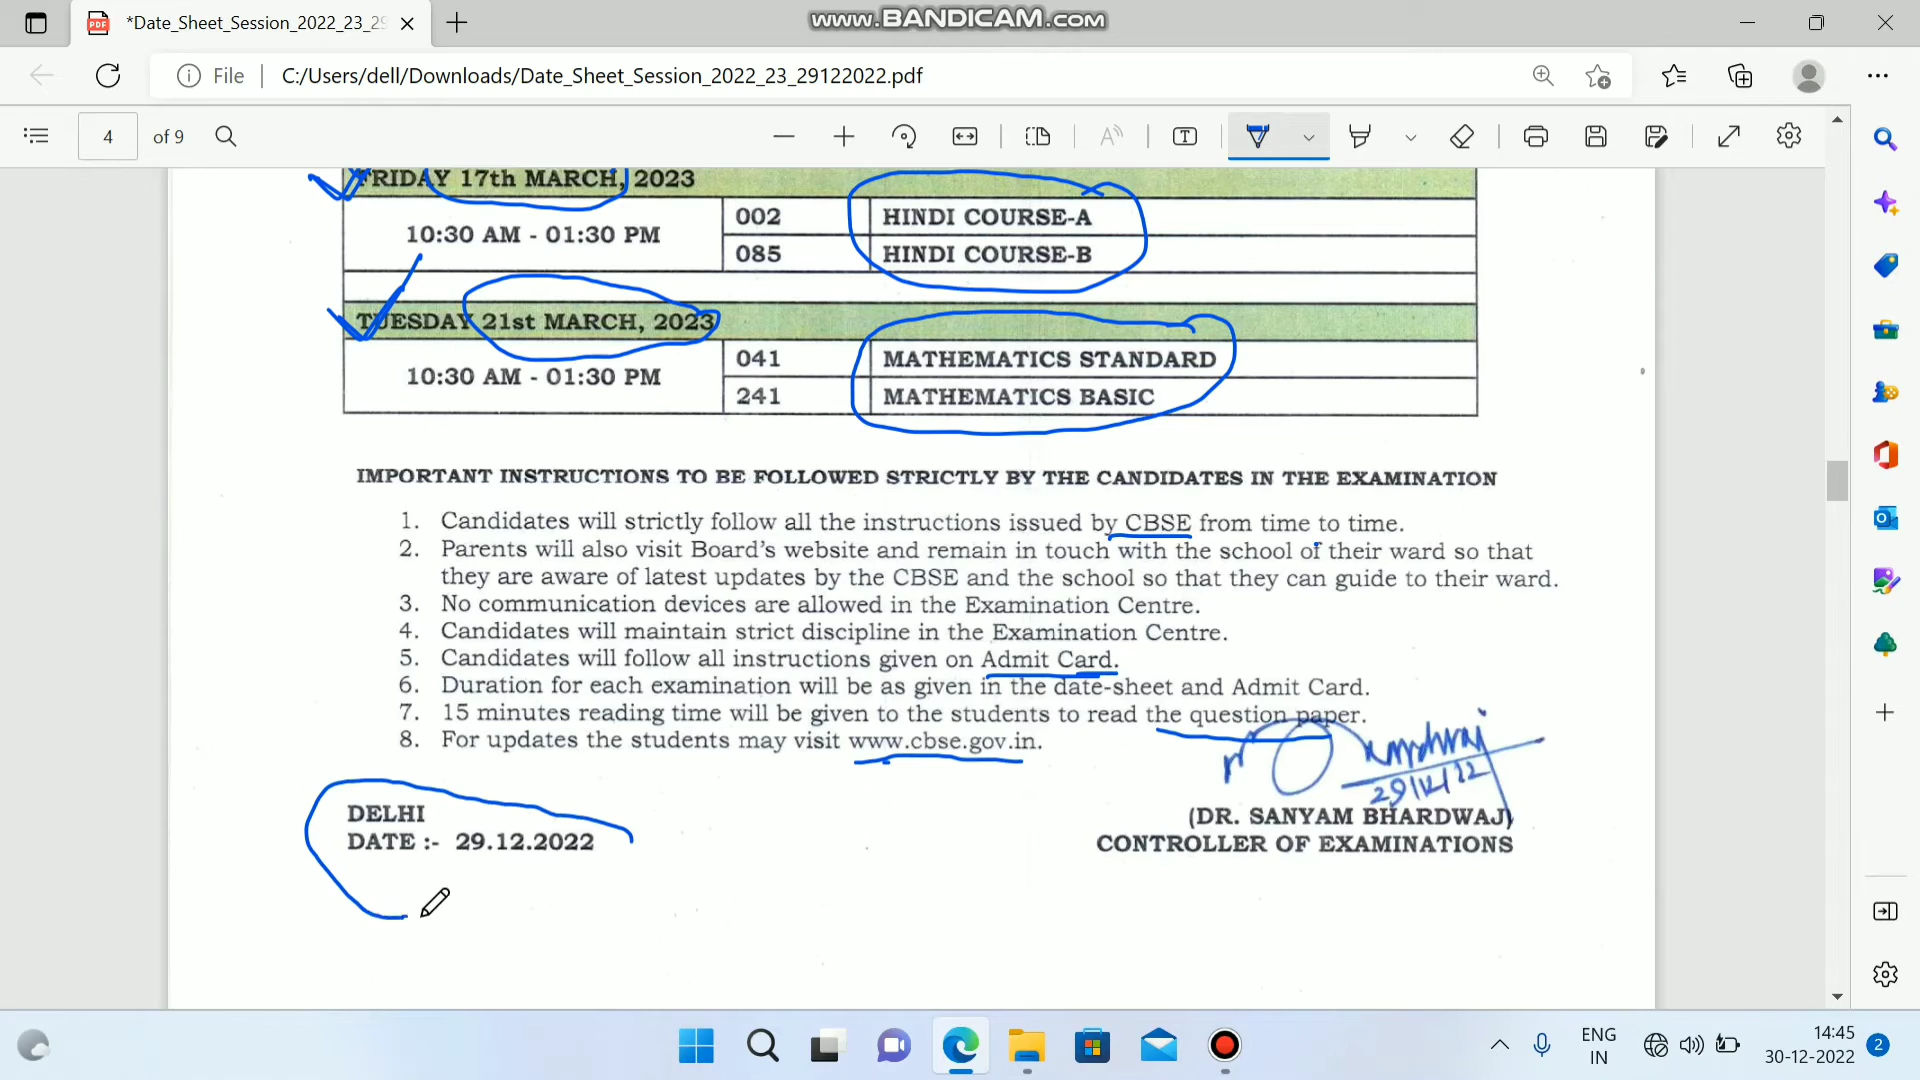 *Date_Sheet_Session_2022_23_29
www.BANDICAM.com
File
C:/Users/dell/Downloads/Date_Sheet_Session_2022_23_29122022.pdf
4 of 9
FRIDAY 17th MARCH, 2023
10:30 AM - 01:30 PM
002 HINDI COURSE-A
085 HINDI COURSE-B
TUESDAY 21st MARCH, 2023
10:30 AM - 01:30 PM
041 MATHEMATICS STANDARD
241 MATHEMATICS BASIC
IMPORTANT INSTRUCTIONS TO BE FOLLOWED STRICTLY BY THE CANDIDATES IN THE EXAMINATION
1. Candidates will strictly follow all the instructions issued by CBSE from time to time.
2. Parents will also visit Board's website and remain in touch with the school of their ward so that
they are aware of latest updates by the CBSE and the school so that they can guide to their ward.
3. No communication devices are allowed in the Examination Centre.
4. Candidates will maintain strict discipline in the Examination Centre.
5. Candidates will follow all instructions given on Admit Card.
6. Duration for each examination will be as given in the date-sheet and Admit Card.
7. 15 minutes reading time will be given to the students to read the question paper.
8. For updates the students may visit www.cbse.gov.in.
29/12/22
DELHI
DATE :- 29.12.2022
(DR. SANYAM BHARDWAJ)
CONTROLLER OF EXAMINATIONS
ENG
IN
14:45
30-12-2022
2